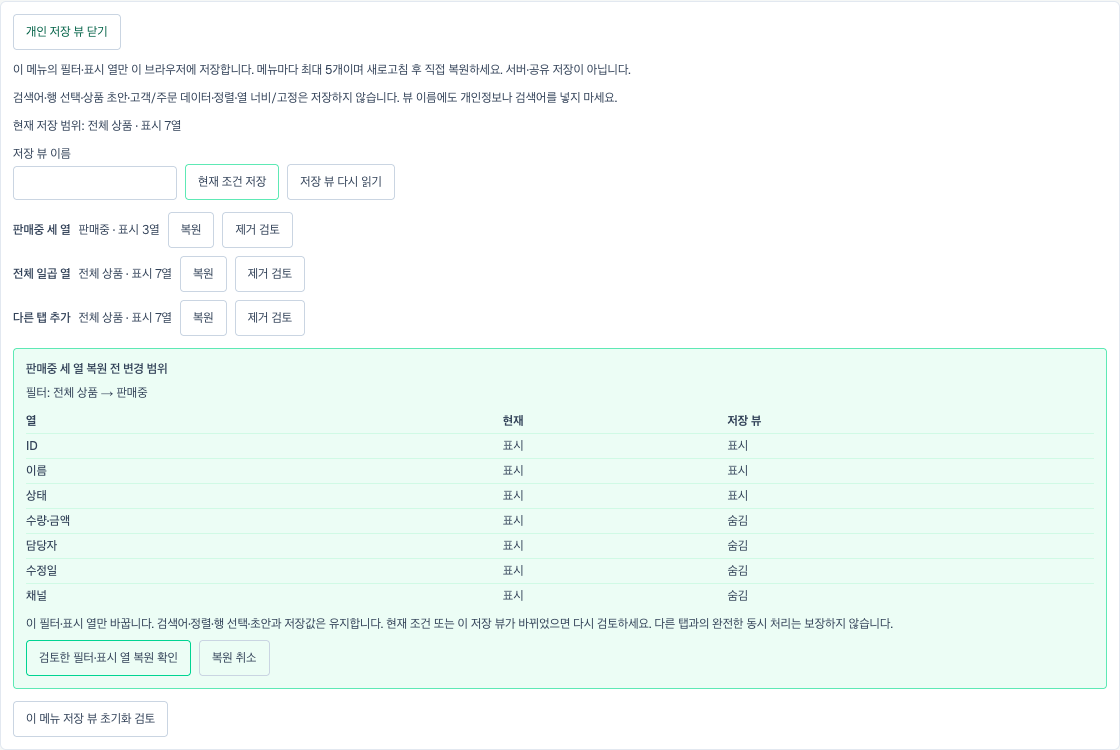 개인 저장 뷰 닫기
이 메뉴의 필터·표시 열만 이 브라우저에 저장합니다. 메뉴마다 최대 5개이며 새로고침 후 직접 복원하세요. 서버·공유 저장이 아닙니다.
검색어·행 선택·상품 초안·고객/주문 데이터·정렬·열 너비/고정은 저장하지 않습니다. 뷰 이름에도 개인정보나 검색어를 넣지 마세요.
현재 저장 범위: 전체 상품 · 표시 7열
저장 뷰 이름
현재 조건 저장 저장 뷰 다시 읽기
판매중 세 열 판매중 · 표시 3열 복원 제거 검토
전체 일곱 열 전체 상품 · 표시 7열 복원 제거 검토
다른 탭 추가 전체 상품 · 표시 7열 복원 제거 검토
판매중 세 열 복원 전 변경 범위
필터: 전체 상품 → 판매중
열 현재 저장 뷰
ID 표시 표시
이름 표시 표시
상태 표시 표시
수량·금액 표시 숨김
담당자 표시 숨김
수정일 표시 숨김
채널 표시 숨김
이 필터·표시 열만 바꿉니다. 검색어·정렬·행 선택·초안과 저장값은 유지합니다. 현재 조건 또는 이 저장 뷰가 바뀌었으면 다시 검토하세요. 다른 탭과의 완전한 동시 처리는 보장하지 않습니다.
검토한 필터·표시 열 복원 확인 복원 취소
이 메뉴 저장 뷰 초기화 검토